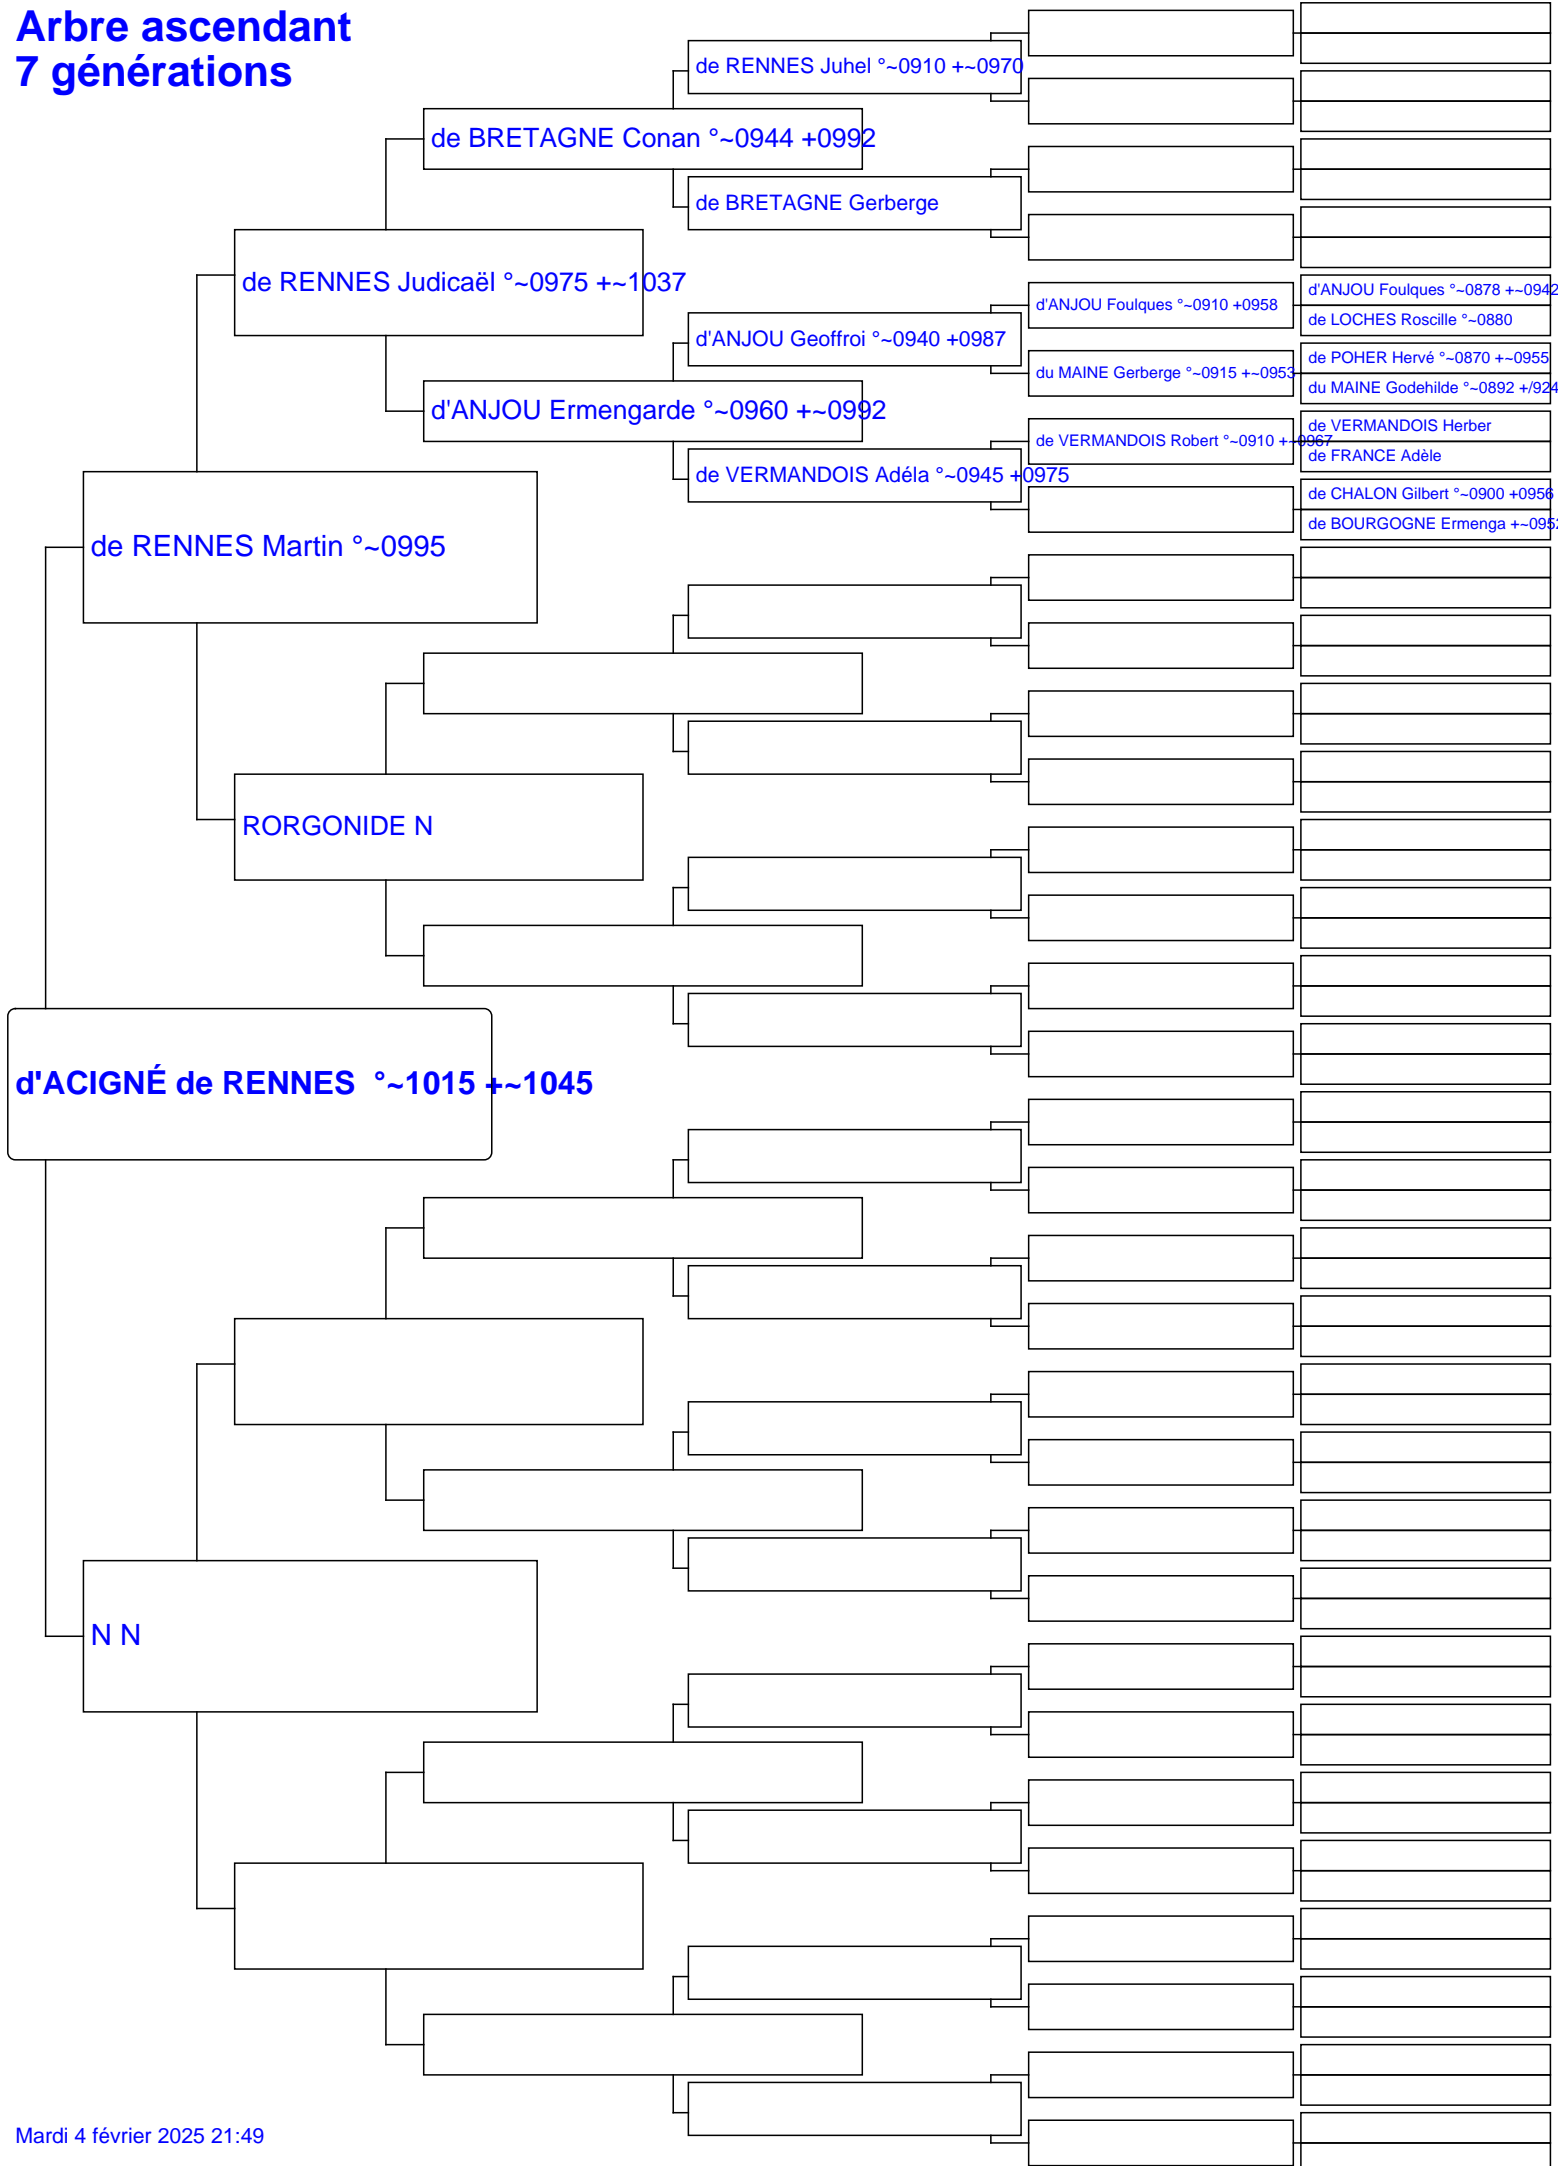 Arbre ascendant
7 générations
de RENNES Juhel °~0910 +~0970
de BRETAGNE Conan °~0944 +0992
de BRETAGNE Gerberge
de RENNES Judicaël °~0975 +~1037
d'ANJOU Foulques °~0878 +~0942
d'ANJOU Foulques °~0910 +0958
de LOCHES Roscille °~0880
d'ANJOU Geoffroi °~0940 +0987
de POHER Hervé °~0870 +~0955
du MAINE Gerberge °~0915 +~0953
du MAINE Godehilde °~0892 +/924
d'ANJOU Ermengarde °~0960 +~0992
de VERMANDOIS Herber
de VERMANDOIS Robert °~0910 +~0967
de FRANCE Adèle
de VERMANDOIS Adéla °~0945 +0975
de CHALON Gilbert °~0900 +0956
de BOURGOGNE Ermenga +~0952
de RENNES Martin °~0995
RORGONIDE N
d'ACIGNÉ de RENNES °~1015 +~1045
N N
Mardi 4 février 2025 21:49